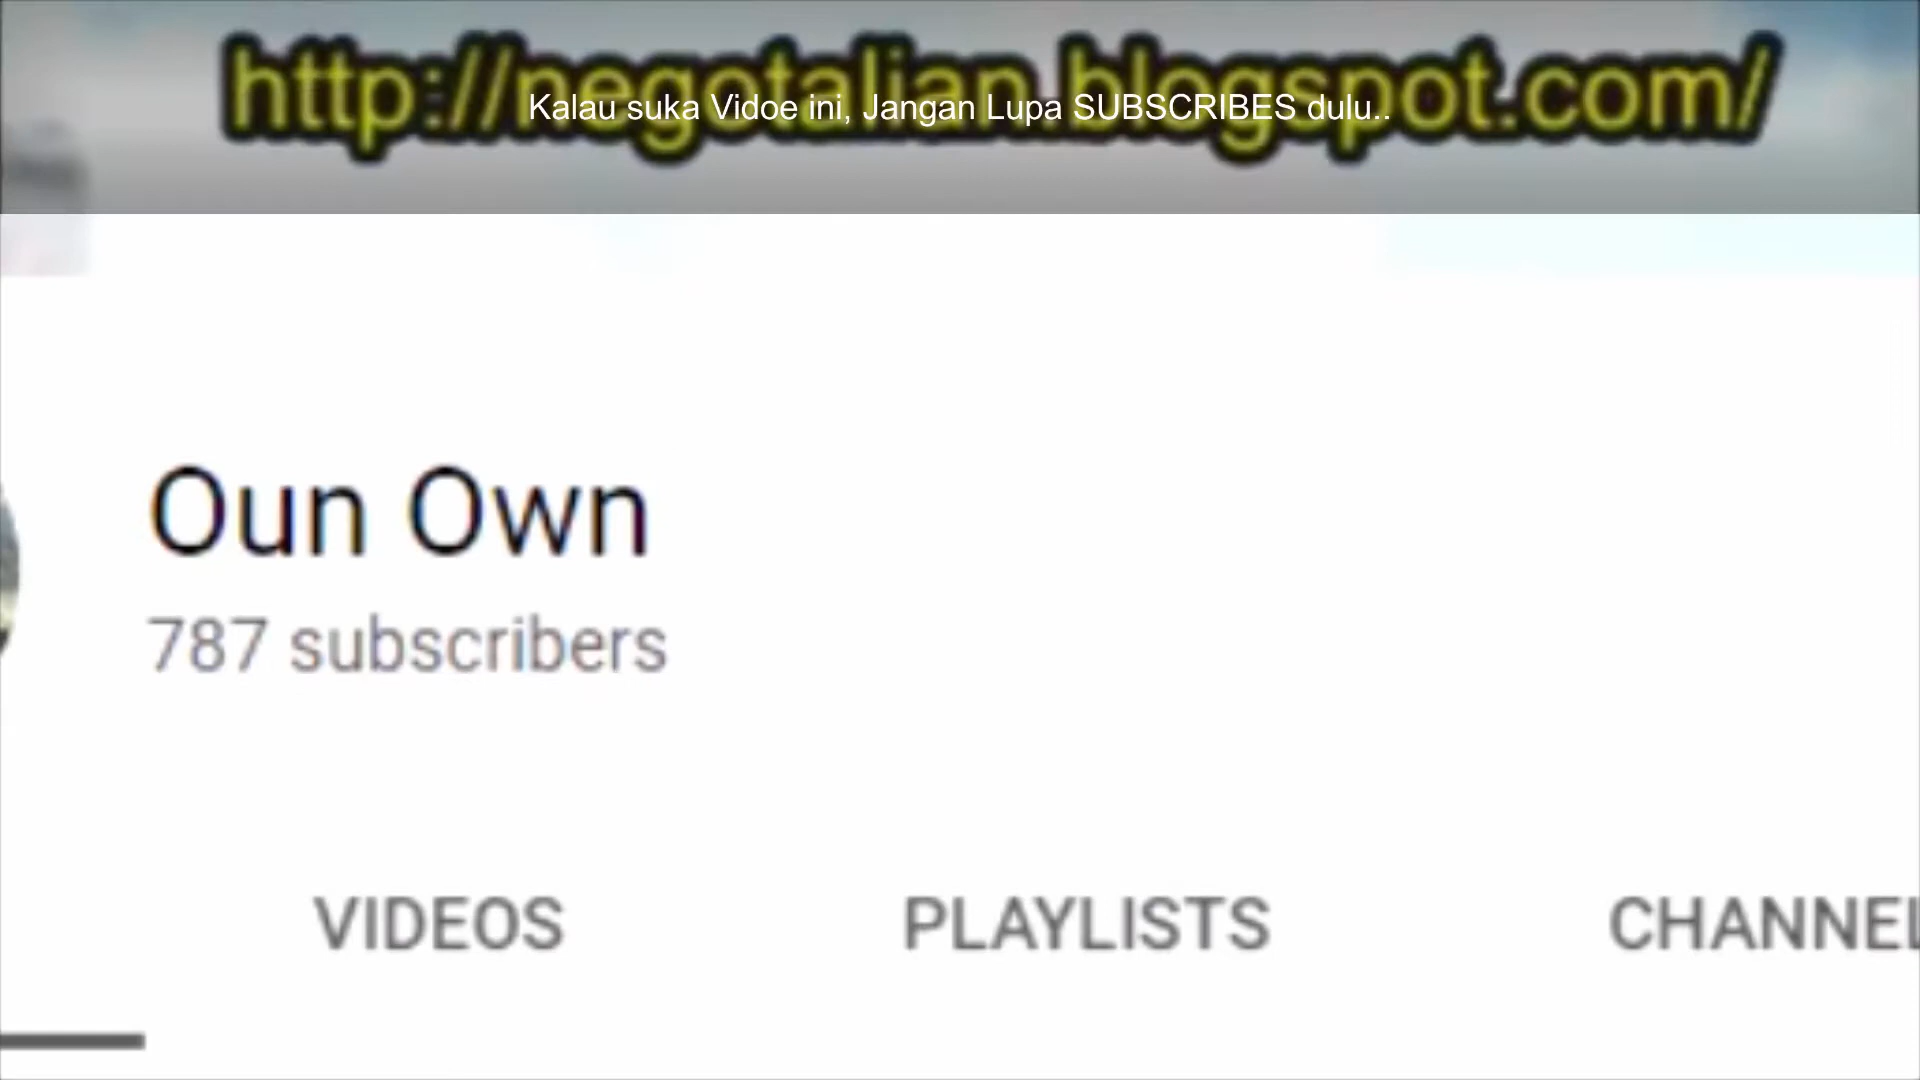 http://negotalian.blogspot.com/
Kalau suka Vidoe ini, Jangan Lupa SUBSCRIBES dulu..
Oun Own
787 subscribers
VIDEOS PLAYLISTS CHANNEL